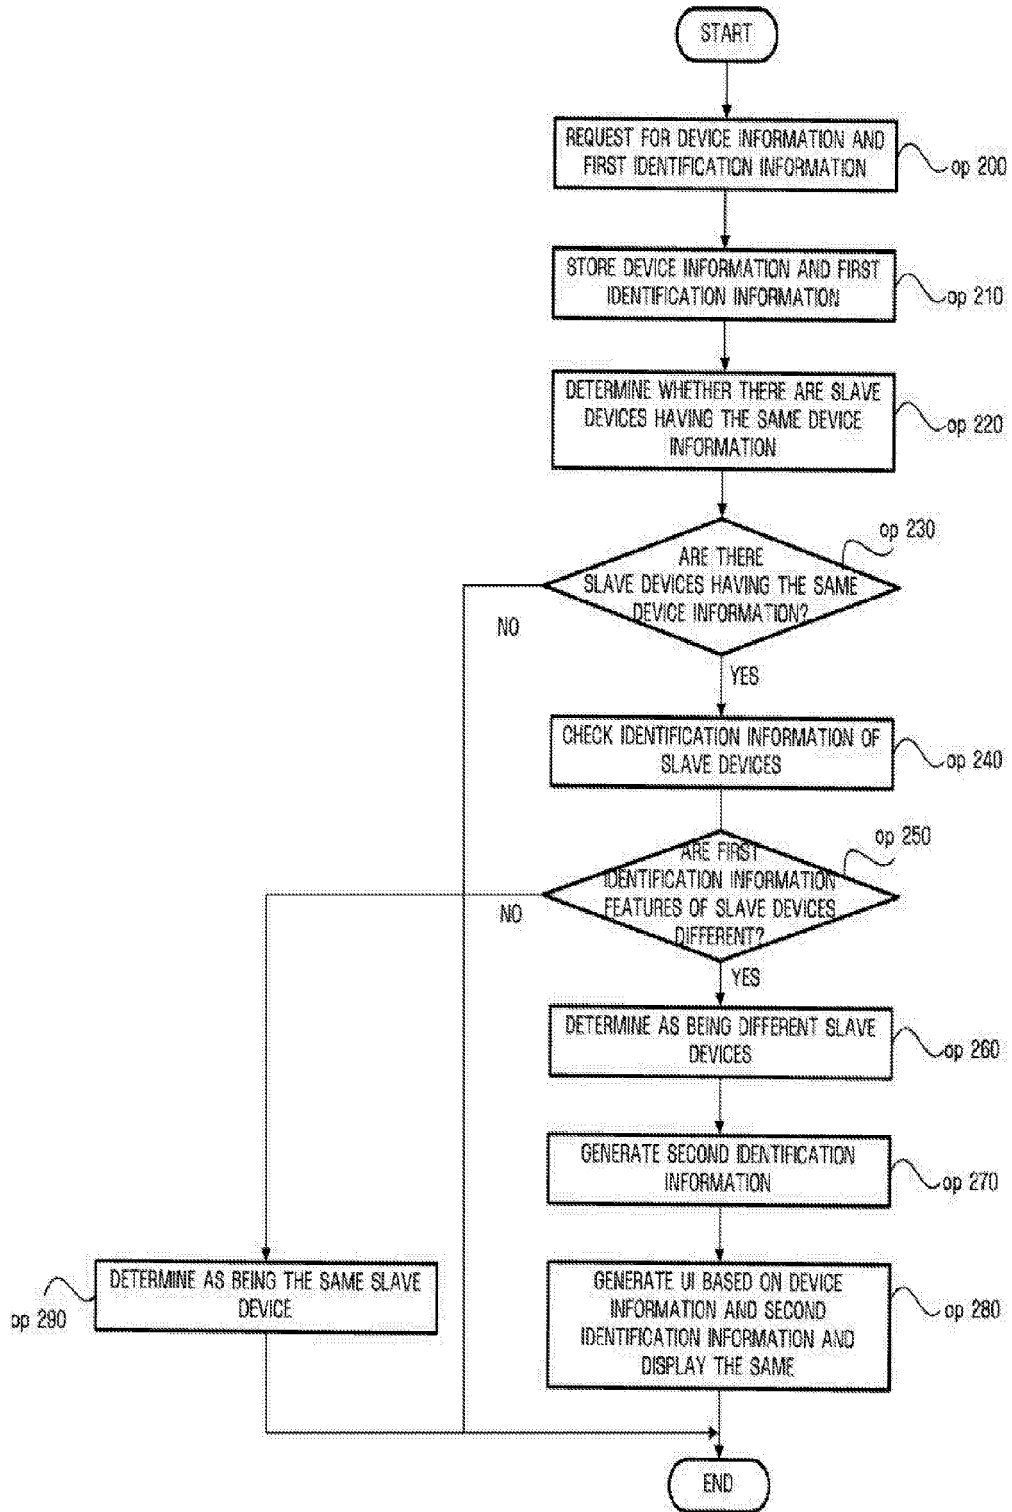 START
REQUEST FOR DEVICE INFORMATION AND
FIRST IDENTIFICATION INFORMATION
op 200
STORE DEVICE INFORMATION AND FIRST
IDENTIFICATION INFORMATION
op 210
DETERMINE WHETHER THERE ARE SLAVE
DEVICES HAVING THE SAME DEVICE
INFORMATION
op 220
op 230
ARE THERE
SLAVE DEVICES HAVING THE SAME
DEVICE INFORMATION?
NO
YES
CHECK IDENTIFICATION INFORMATION OF
SLAVE DEVICES
op 240
op 250
ARE FIRST
IDENTIFICATION INFORMATION
FEATURES OF SLAVE DEVICES
DIFFERENT?
NO
YES
DETERMINE AS BEING DIFFERENT SLAVE
DEVICES
op 260
GENERATE SECOND IDENTIFICATION
INFORMATION
op 270
DETERMINE AS BEING THE SAME SLAVE
DEVICE
op 290
GENERATE UI BASED ON DEVICE
INFORMATION AND SECOND
IDENTIFICATION INFORMATION AND
DISPLAY THE SAME
op 280
END